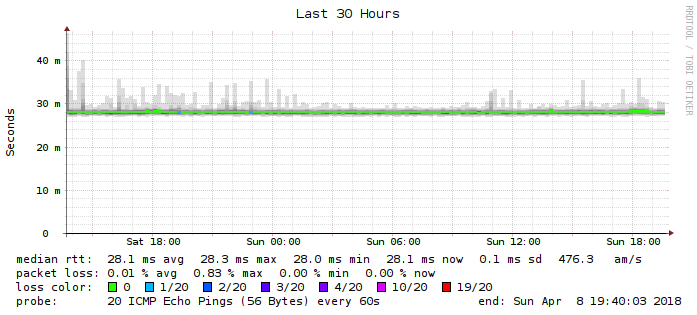 Last 30 Hours
RRDTOOL / TOBI OETIKER
Seconds
40 m
30 m
20 m
10 m
0
Sat 18:00 Sun 00:00 Sun 06:00 Sun 12:00 Sun 18:00
median rtt: 28.1 ms avg 28.3 ms max 28.0 ms min 28.1 ms now 0.1 ms sd 476.3 am/s
packet loss: 0.01 % avg 0.83 % max 0.00 % min 0.00 % now
loss color: 0 1/20 2/20 3/20 4/20 10/20 19/20
probe: 20 ICMP Echo Pings (56 Bytes) every 60s end: Sun Apr 8 19:40:03 2018